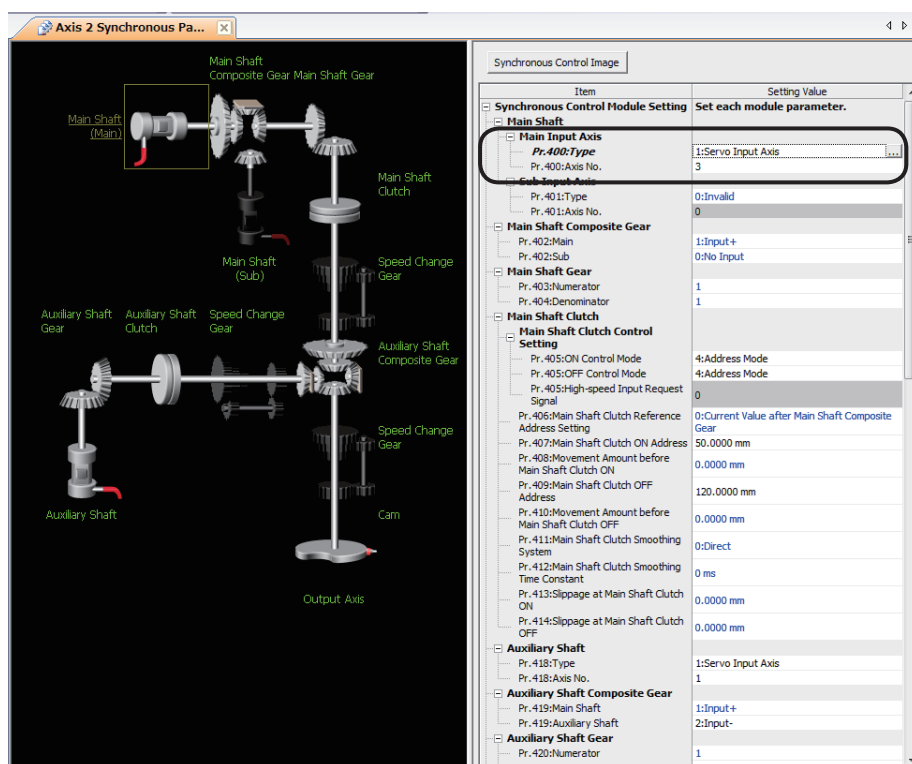 Axis 2 Synchronous Pa...
Main Shaft
Composite Gear Main Shaft Gear
Main Shaft
(Main)
Main Shaft
Clutch
Main Shaft
(Sub)
Speed Change
Gear
Auxiliary Shaft
Gear
Auxiliary Shaft
Clutch
Speed Change
Gear
Auxiliary Shaft
Composite Gear
Speed Change
Gear
Auxiliary Shaft
Cam
Output Axis
Synchronous Control Image
Item Setting Value
Synchronous Control Module Setting Set each module parameter.
Main Shaft
Main Input Axis
Pr.400:Type 1:Servo Input Axis ...
Pr.400:Axis No. 3
Sub Input Axis
Pr.401:Type 0:Invalid
Pr.401:Axis No. 0
Main Shaft Composite Gear
Pr.402:Main 1:Input+
Pr.402:Sub 0:No Input
Main Shaft Gear
Pr.403:Numerator 1
Pr.404:Denominator 1
Main Shaft Clutch
Main Shaft Clutch Control
Setting
Pr.405:ON Control Mode 4:Address Mode
Pr.405:OFF Control Mode 4:Address Mode
Pr.405:High-speed Input Request
Signal 0
Pr.406:Main Shaft Clutch Reference
Address Setting 0:Current Value after Main Shaft Composite
Gear
Pr.407:Main Shaft Clutch ON Address 50.0000 mm
Pr.408:Movement Amount before
Main Shaft Clutch ON 0.0000 mm
Pr.409:Main Shaft Clutch OFF
Address 120.0000 mm
Pr.410:Movement Amount before
Main Shaft Clutch OFF 0.0000 mm
Pr.411:Main Shaft Clutch Smoothing
System 0:Direct
Pr.412:Main Shaft Clutch Smoothing
Time Constant 0 ms
Pr.413:Slippage at Main Shaft Clutch
ON 0.0000 mm
Pr.414:Slippage at Main Shaft Clutch
OFF 0.0000 mm
Auxiliary Shaft
Pr.418:Type 1:Servo Input Axis
Pr.418:Axis No. 1
Auxiliary Shaft Composite Gear
Pr.419:Main Shaft 1:Input+
Pr.419:Auxiliary Shaft 2:Input-
Auxiliary Shaft Gear
Pr.420:Numerator 1